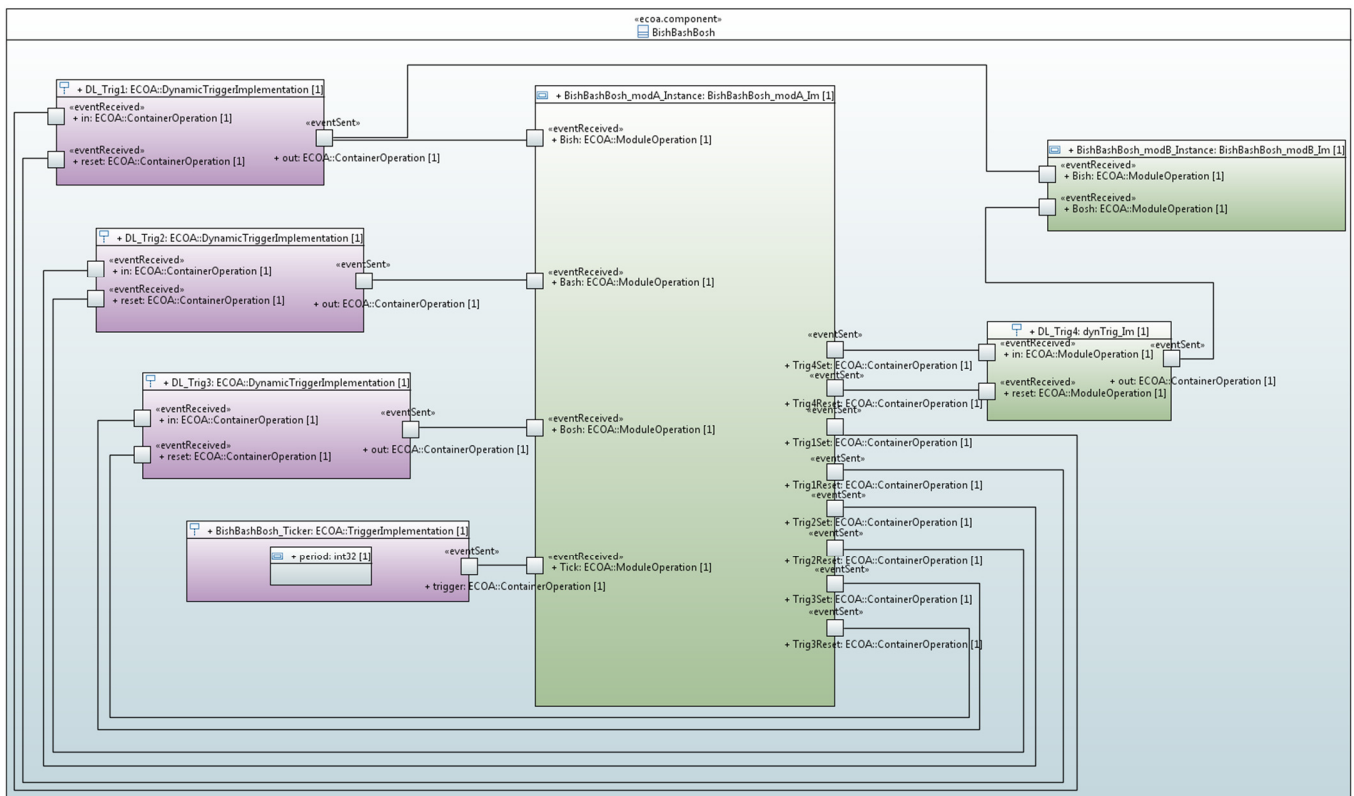 «ecoa.component»
BishBashBosh
+ DL_Trig1: ECOA::DynamicTriggerImplementation [1]
«eventReceived»
+ in: ECOA::ContainerOperation [1]
«eventReceived»
+ reset: ECOA::ContainerOperation [1]
«eventSent»
+ out: ECOA::ContainerOperation [1]
+ DL_Trig2: ECOA::DynamicTriggerImplementation [1]
«eventReceived»
+ in: ECOA::ContainerOperation [1]
«eventReceived»
+ reset: ECOA::ContainerOperation [1]
«eventSent»
+ out: ECOA::ContainerOperation [1]
+ DL_Trig3: ECOA::DynamicTriggerImplementation [1]
«eventReceived»
+ in: ECOA::ContainerOperation [1]
«eventReceived»
+ reset: ECOA::ContainerOperation [1]
«eventSent»
+ out: ECOA::ContainerOperation [1]
+ BishBashBosh_Ticker: ECOA::TriggerImplementation [1]
+ period: int32 [1]
«eventSent»
+ trigger: ECOA::ContainerOperation [1]
+ BishBashBosh_modA_Instance: BishBashBosh_modA_Im [1]
«eventReceived»
+ Bish: ECOA::ModuleOperation [1]
«eventReceived»
+ Bash: ECOA::ModuleOperation [1]
«eventReceived»
+ Bosh: ECOA::ModuleOperation [1]
«eventReceived»
+ Tick: ECOA::ModuleOperation [1]
«eventSent»
+ Trig4Set: ECOA::ContainerOperation [1]
«eventSent»
+ Trig4Reset: ECOA::ContainerOperation [1]
«eventSent»
+ Trig1Set: ECOA::ContainerOperation [1]
«eventSent»
+ Trig1Reset: ECOA::ContainerOperation [1]
«eventSent»
+ Trig2Set: ECOA::ContainerOperation [1]
«eventSent»
+ Trig2Reset: ECOA::ContainerOperation [1]
«eventSent»
+ Trig3Set: ECOA::ContainerOperation [1]
«eventSent»
+ Trig3Reset: ECOA::ContainerOperation [1]
+ BishBashBosh_modB_Instance: BishBashBosh_modB_Im [1]
«eventReceived»
+ Bish: ECOA::ModuleOperation [1]
«eventReceived»
+ Bosh: ECOA::ModuleOperation [1]
+ DL_Trig4: dynTrig_Im [1]
«eventReceived»
+ in: ECOA::ModuleOperation [1]
«eventReceived»
+ reset: ECOA::ModuleOperation [1]
«eventSent»
+ out: ECOA::ContainerOperation [1]